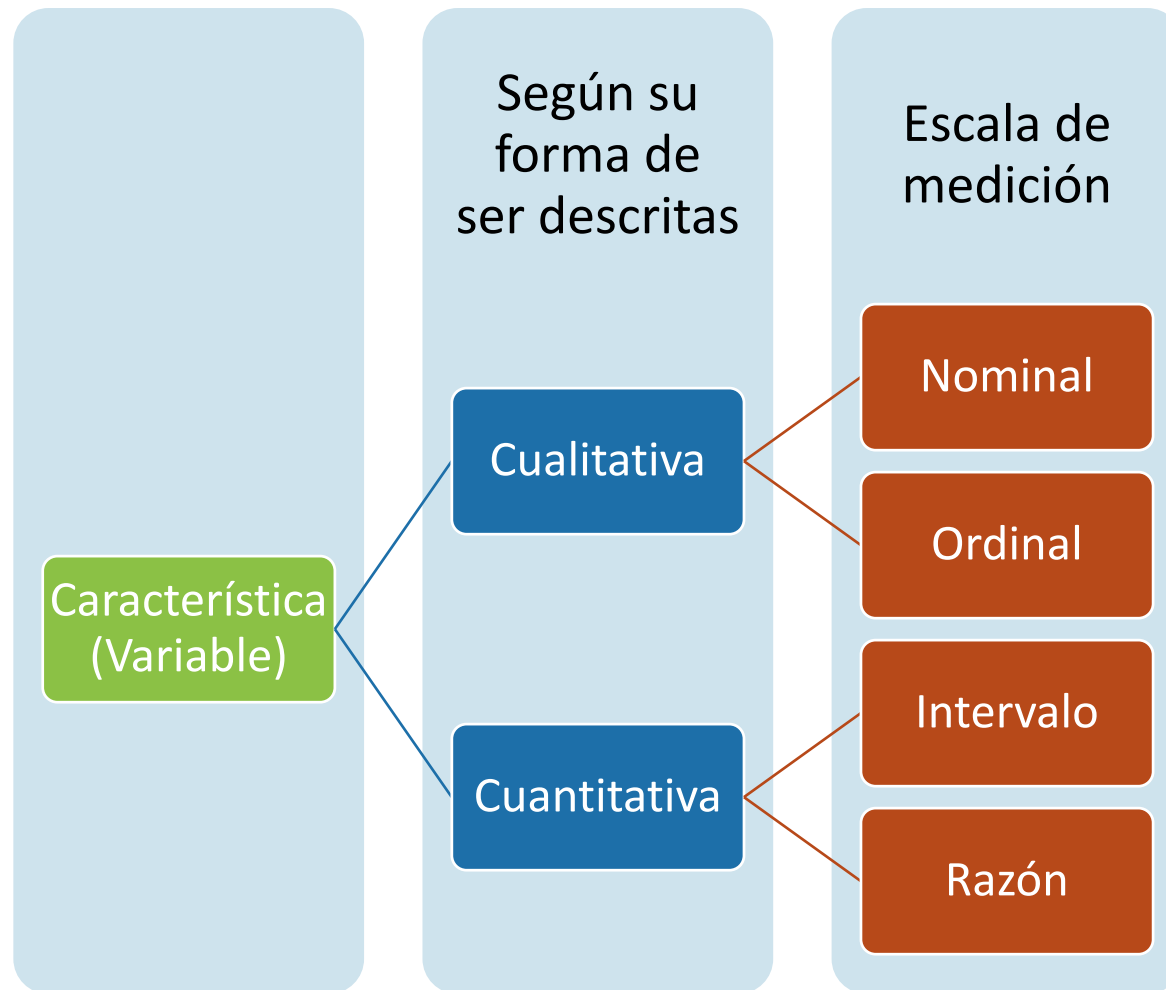 Según su
forma de
ser descritas
Escala de
medición
Característica
(Variable)
Cualitativa
Cuantitativa
Nominal
Ordinal
Intervalo
Razón